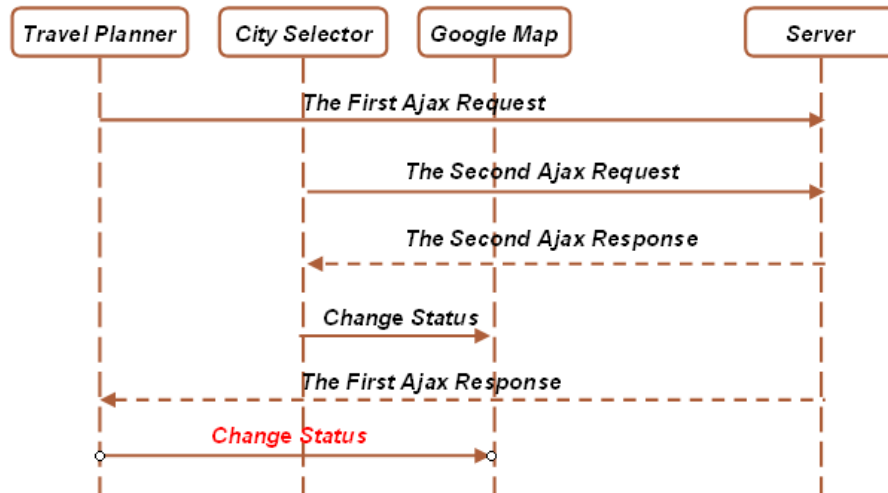 Travel Planner
City Selector
Google Map
Server
The First Ajax Request
The Second Ajax Request
The Second Ajax Response
Change Status
The First Ajax Response
Change Status